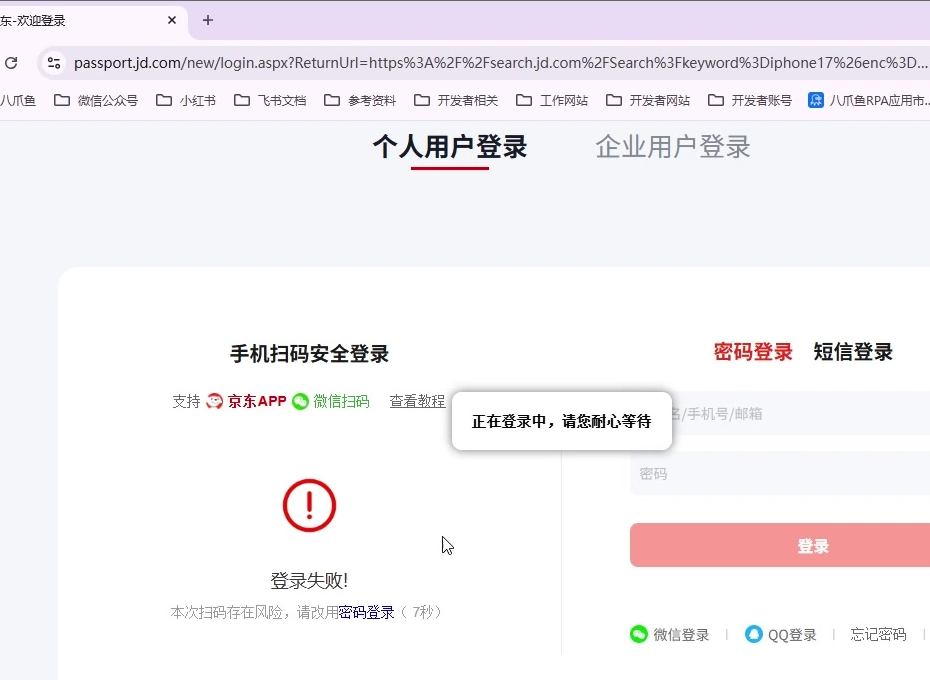 东-欢迎登录
passport.jd.com/new/login.aspx?ReturnUrl=https%3A%2F%2Fsearch.jd.com%2FSearch%3Fkeyword%3Diphone17%26enc%3D...
八爪鱼 微信公众号 小红书 飞书文档 参考资料 开发者相关 工作网站 开发者网站 开发者账号 八爪鱼RPA应用市...
个人用户登录 企业用户登录
手机扫码安全登录
支持 京东APP 微信扫码 查看教程
登录失败!
本次扫码存在风险，请改用密码登录（ 7秒）
正在登录中，请您耐心等待
密码登录 短信登录
名/手机号/邮箱
密码
登录
微信登录 | QQ登录 | 忘记密码 |